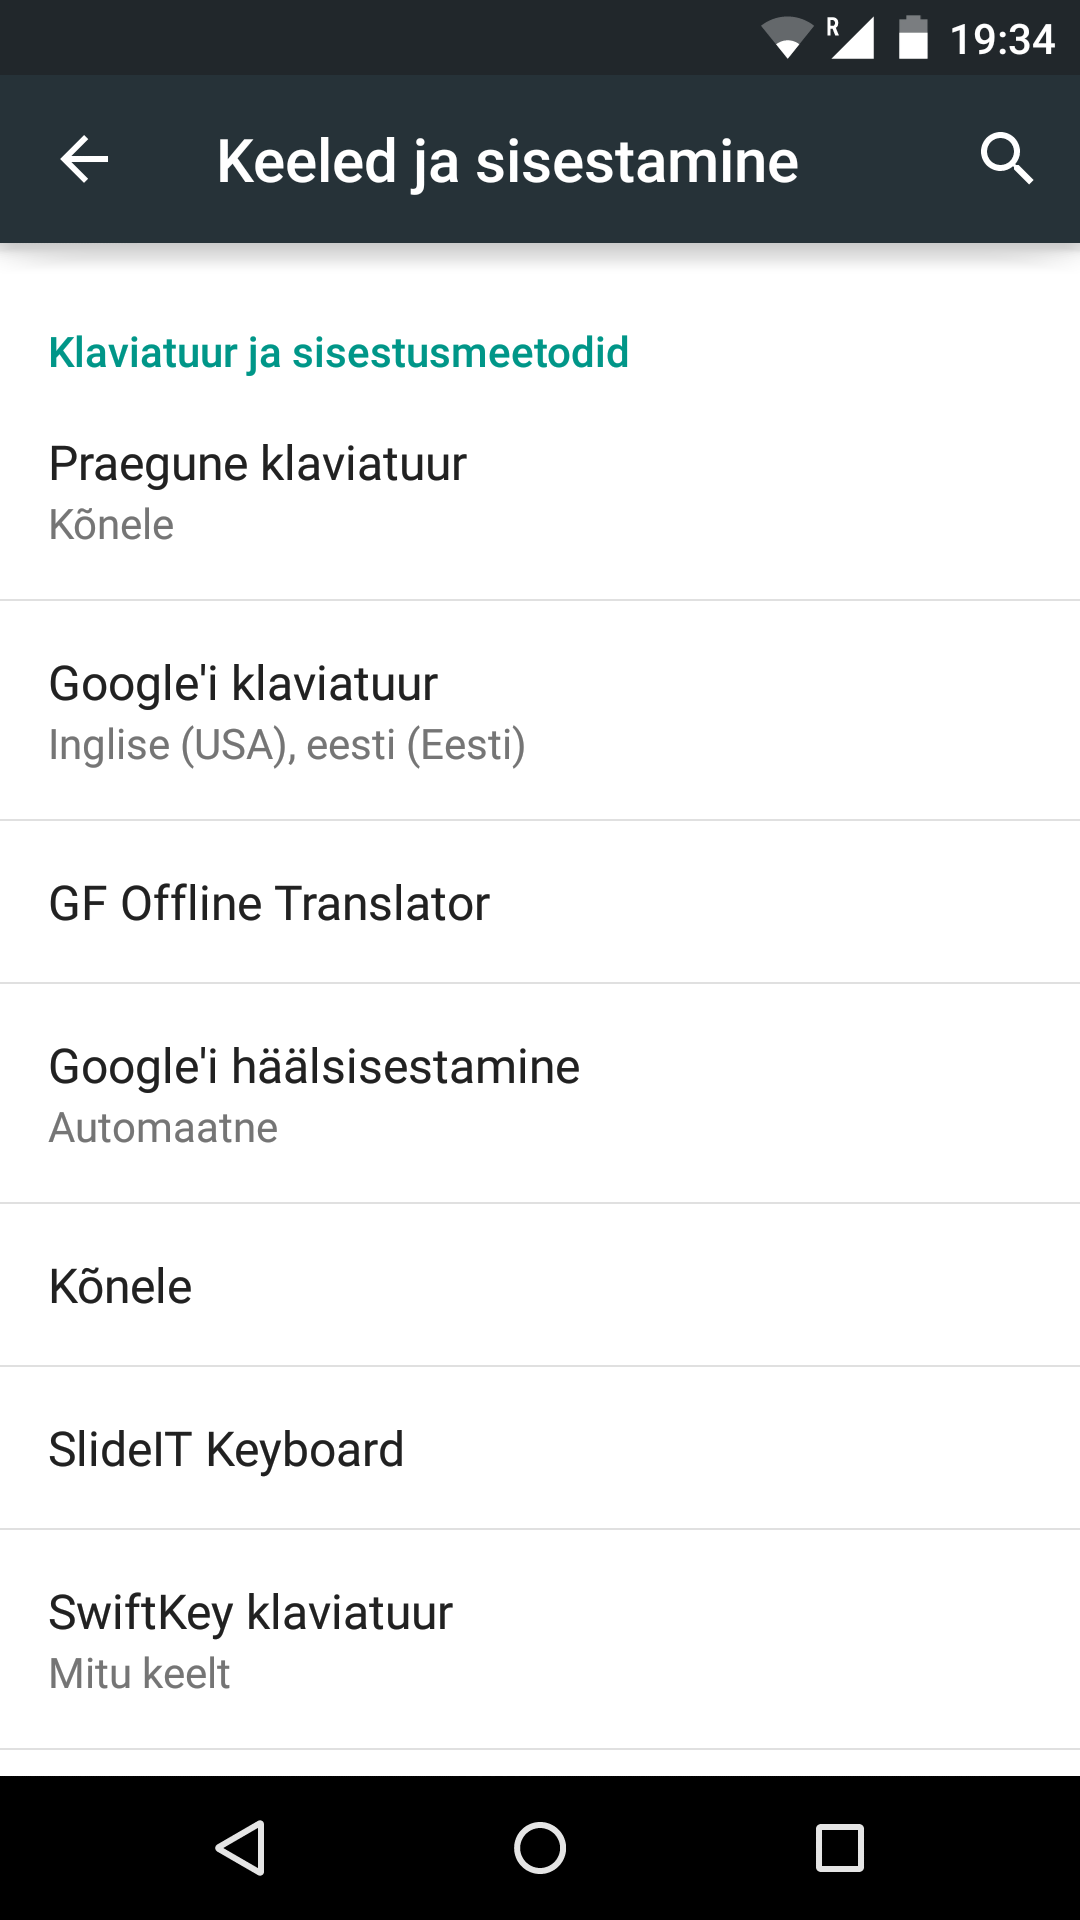 R 19:34
Keeled ja sisestamine
Klaviatuur ja sisestusmeetodid
Praegune klaviatuur
Kõnele
Google'i klaviatuur
Inglise (USA), eesti (Eesti)
GF Offline Translator
Google'i häälsisestamine
Automaatne
Kõnele
SlideIT Keyboard
SwiftKey klaviatuur
Mitu keelt